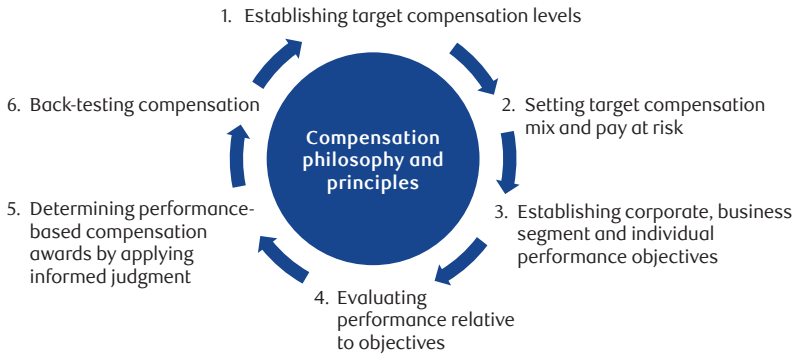 1. Establishing target compensation levels
2. Setting target compensation
mix and pay at risk
3. Establishing corporate, business
segment and individual
performance objectives
4. Evaluating
performance relative
to objectives
5. Determining performance-
based compensation
awards by applying
informed judgment
6. Back-testing compensation
Compensation
philosophy and
principles